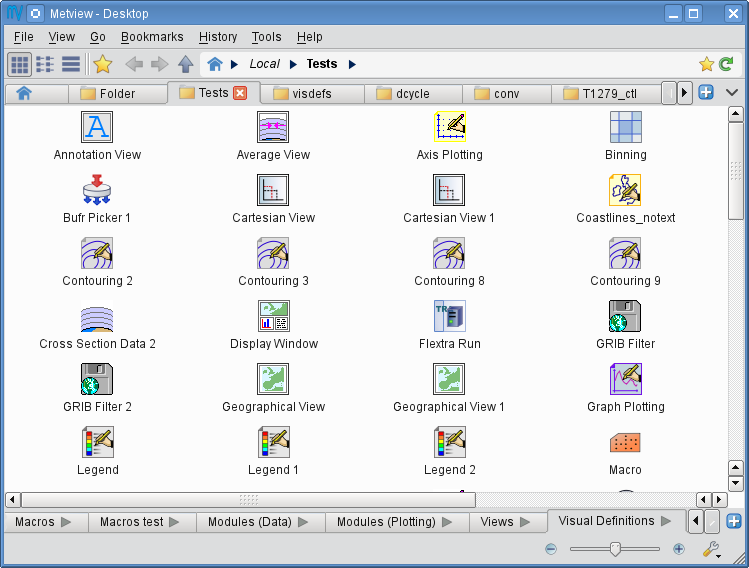 Metview - Desktop
File View Go Bookmarks History Tools Help
Local Tests
Folder Tests visdefs dcycle conv T1279_ctl
Annotation View Average View Axis Plotting Binning
Bufr Picker 1 Cartesian View Cartesian View 1 Coastlines_notext
Contouring 2 Contouring 3 Contouring 8 Contouring 9
Cross Section Data 2 Display Window Flextra Run GRIB Filter
GRIB Filter 2 Geographical View Geographical View 1 Graph Plotting
Legend Legend 1 Legend 2 Macro
Macros Macros test Modules (Data) Modules (Plotting) Views Visual Definitions